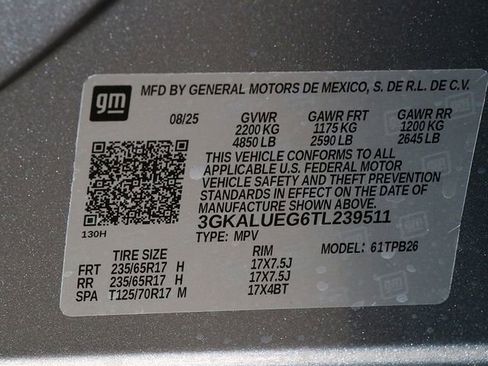 gm
MFD BY GENERAL MOTORS DE MEXICO, S. DE R.L. DE C.V.
08/25 GVWR GAWR FRT GAWR RR
2200 KG 1175 KG 1200 KG
4850 LB 2590 LB 2645 LB
THIS VEHICLE CONFORMS TO ALL
APPLICABLE U.S. FEDERAL MOTOR
VEHICLE SAFETY AND THEFT PREVENTION
STANDARDS IN EFFECT ON THE DATE OF
MANUFACTURE SHOWN ABOVE.
3GKALUEG6TL239511
130H
TYPE: MPV MODEL: 61TPB26
TIRE SIZE RIM
FRT 235/65R17 H 17X7.5J
RR 235/65R17 H 17X7.5J
SPA T125/70R17 M 17X4BT